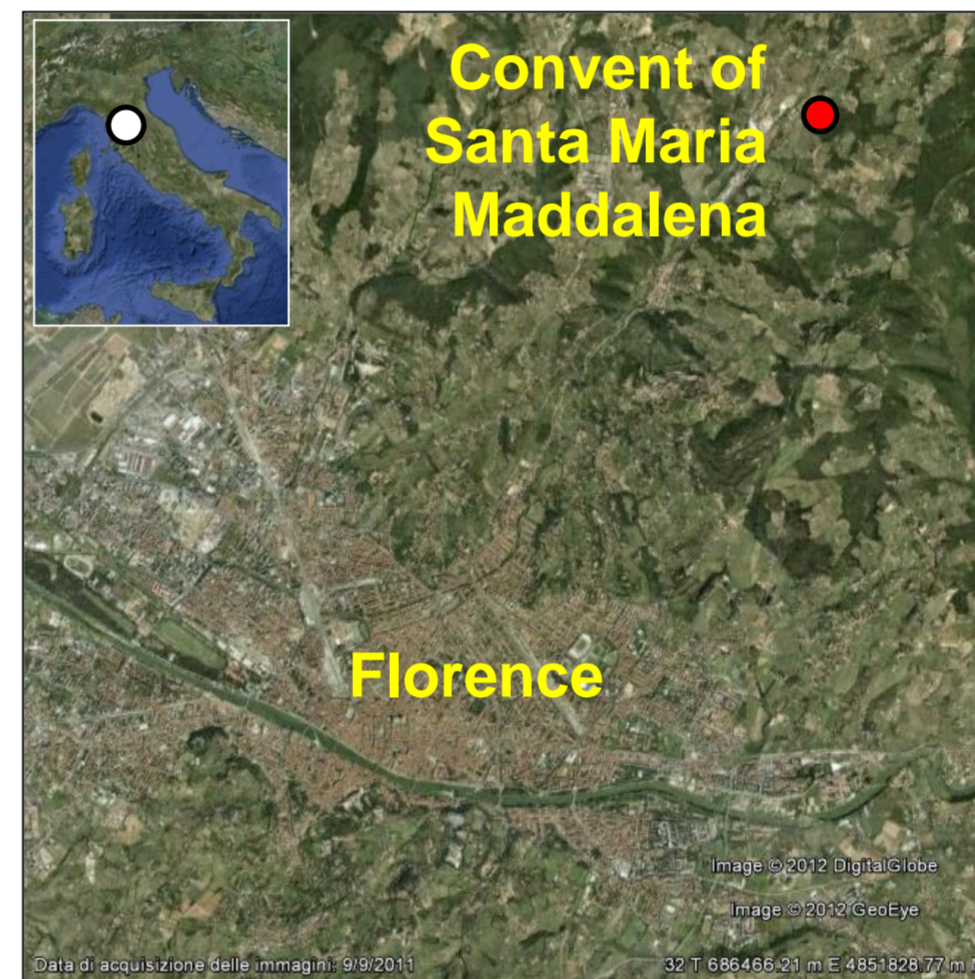 Convent of
Santa Maria
Maddalena
Florence
Image © 2012 DigitalGlobe
Image © 2012 GeoEye
Data di acquisizione delle immagini: 9/9/2011
32 T 686466.21 m E 4851828.77 m